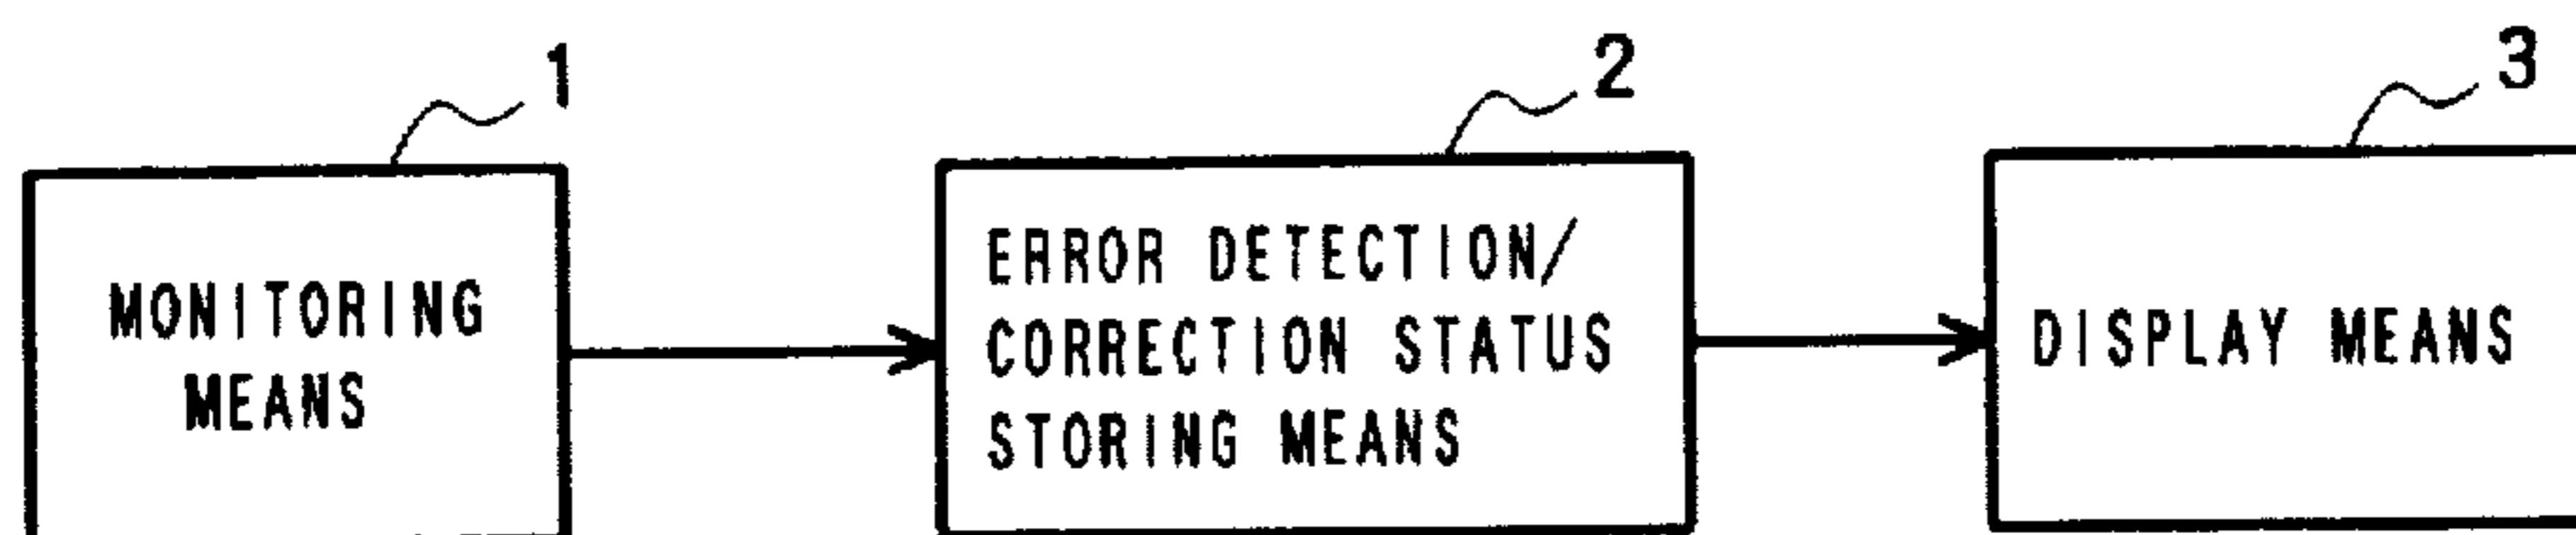 1
2
3
MONITORING
MEANS
ERROR DETECTION/
CORRECTION STATUS
STORING MEANS
DISPLAY MEANS